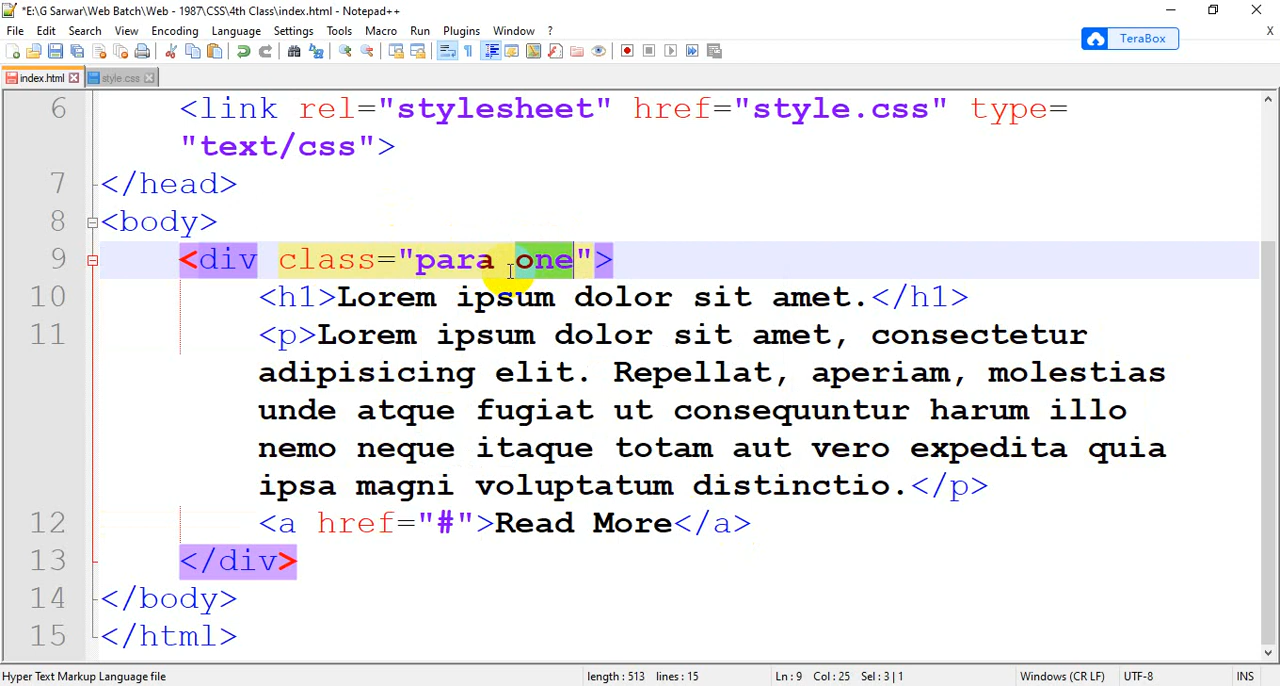 *E:\G Sarwar\Web Batch\Web - 1987\CSS\4th Class\index.html - Notepad++
File Edit Search View Encoding Language Settings Tools Macro Run Plugins Window ? X
TeraBox
index.html style.css
6 <link rel="stylesheet" href="style.css" type=
"text/css">
7 </head>
8 <body>
9 <div class="para one">
10 <h1>Lorem ipsum dolor sit amet.</h1>
11 <p>Lorem ipsum dolor sit amet, consectetur
adipisicing elit. Repellat, aperiam, molestias
unde atque fugiat ut consequuntur harum illo
nemo neque itaque totam aut vero expedita quia
ipsa magni voluptatum distinctio.</p>
12 <a href="#">Read More</a>
13 </div>
14 </body>
15 </html>
Hyper Text Markup Language file length : 513 lines : 15 Ln : 9 Col : 25 Sel : 3 | 1 Windows (CR LF) UTF-8 INS